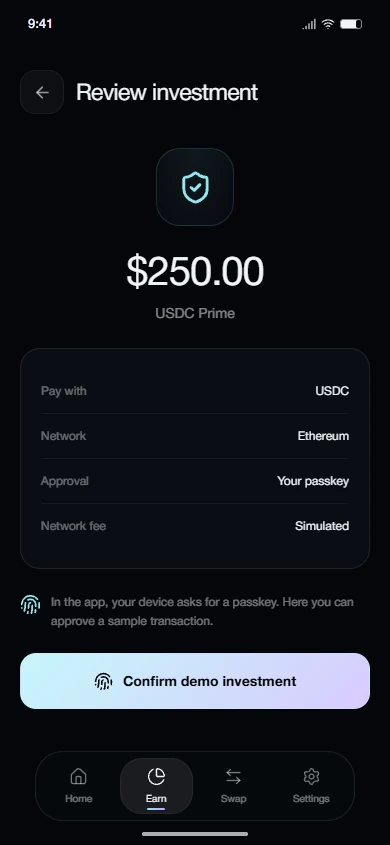 9:41
Review investment
$250.00
USDC Prime
Pay with USDC
Network Ethereum
Approval Your passkey
Network fee Simulated
In the app, your device asks for a passkey. Here you can
approve a sample transaction.
Confirm demo investment
Home Earn Swap Settings